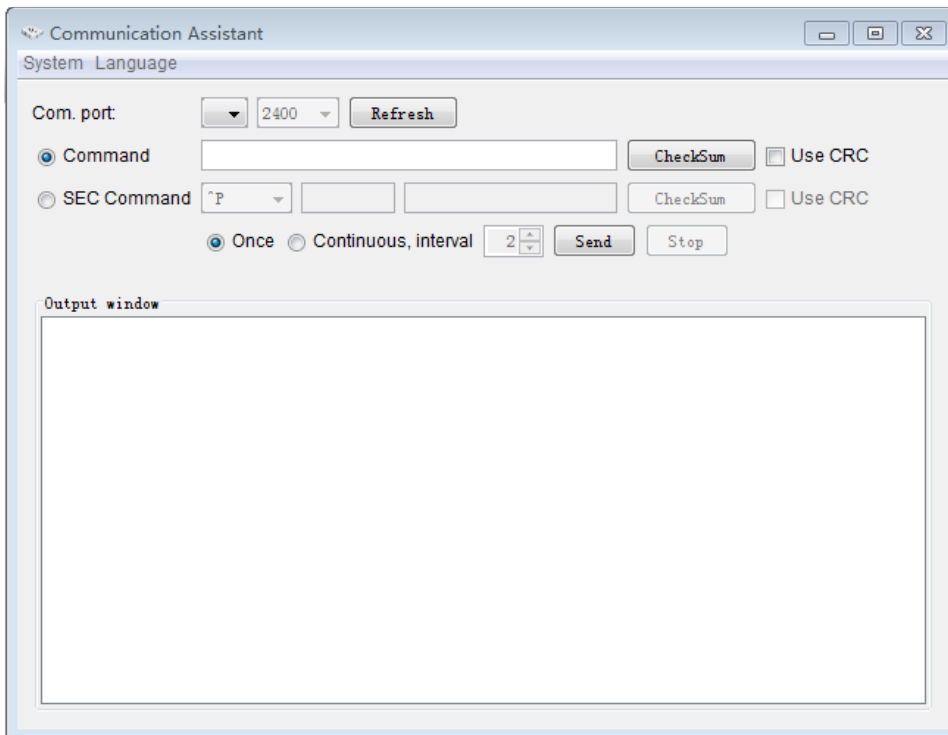 Communication Assistant
System Language
Com. port: 2400 Refresh
Command CheckSum Use CRC
SEC Command ^P CheckSum Use CRC
Once Continuous, interval 2 Send Stop
Output window